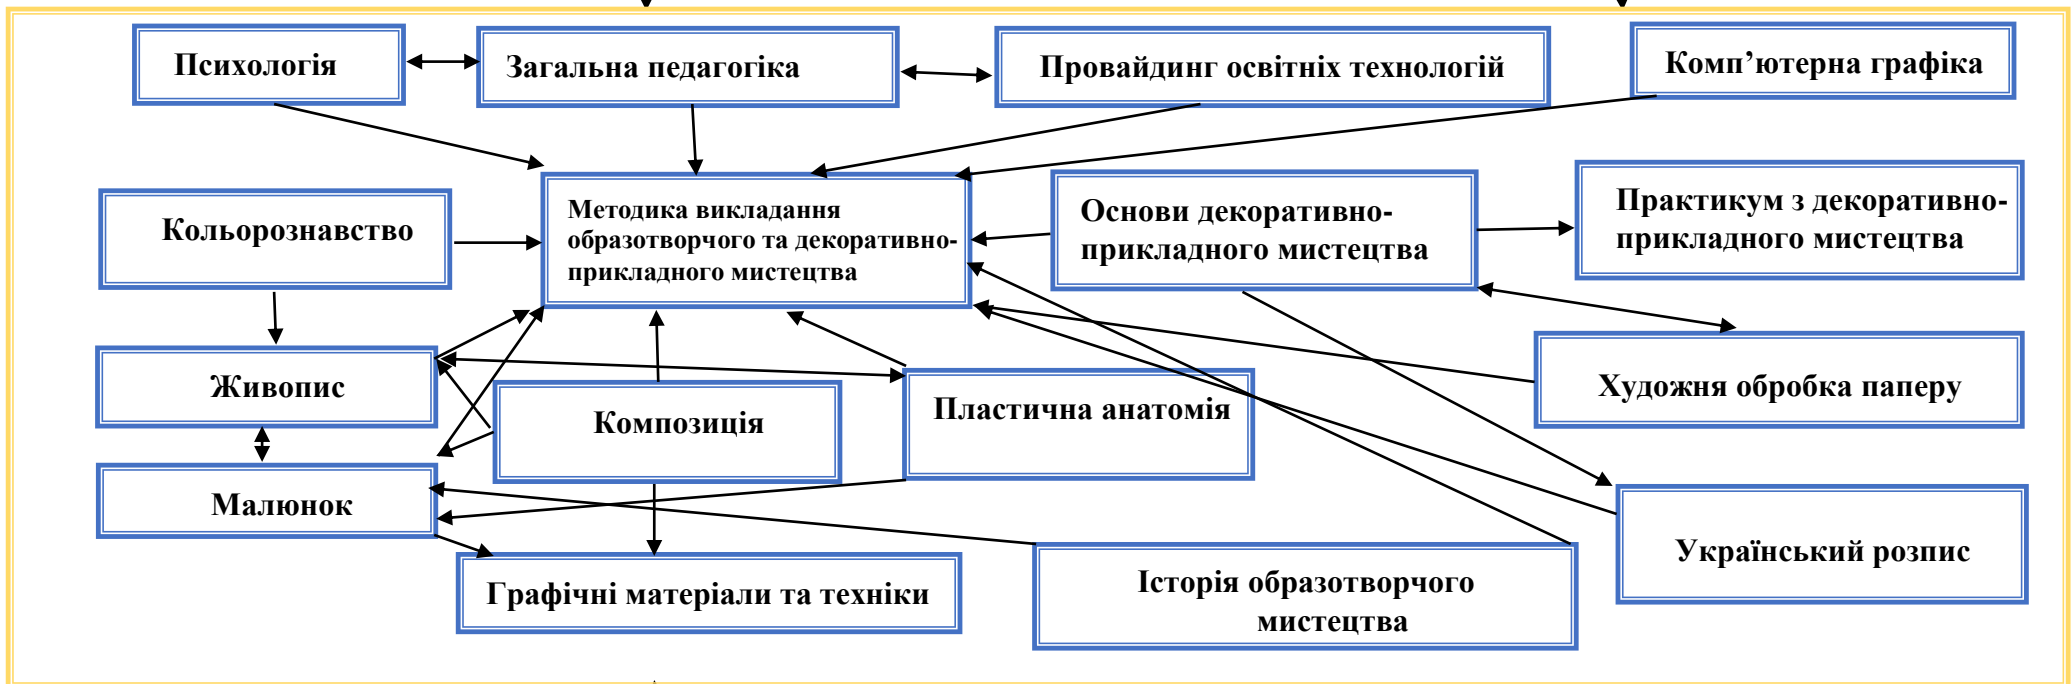 Психологія
Загальна педагогіка
Провайдинг освітніх технологій
Комп’ютерна графіка
Кольорознавство
Методика викладання
образотворчого та декоративно-
прикладного мистецтва
Основи декоративно-
прикладного мистецтва
Практикум з декоративно-
прикладного мистецтва
Живопис
Композиція
Пластична анатомія
Художня обробка паперу
Малюнок
Графічні матеріали та техніки
Історія образотворчого
мистецтва
Український розпис